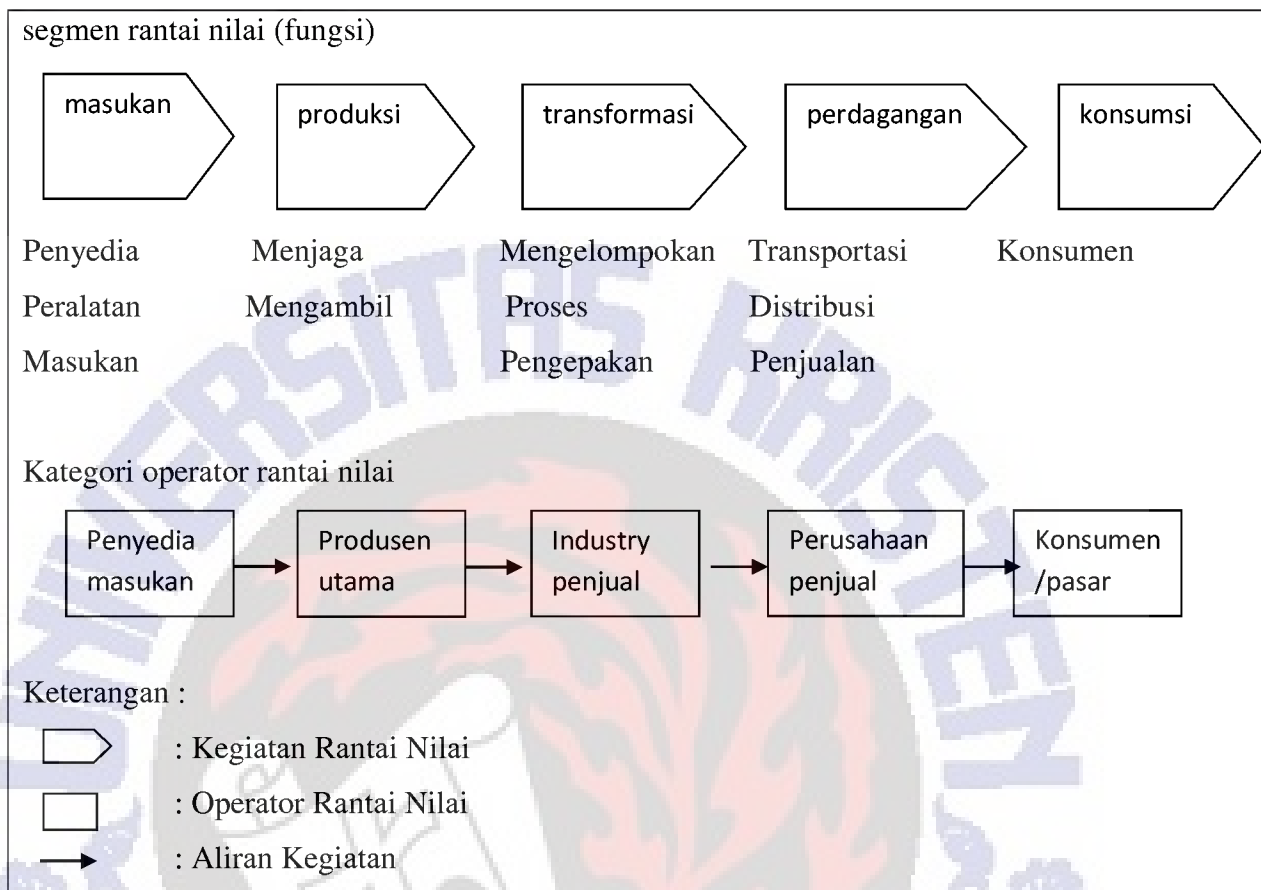 segmen rantai nilai (fungsi)
masukan produksi transformasi perdagangan konsumsi
Penyedia Menjaga Mengelompokan Transportasi Konsumen
Peralatan Mengambil Proses Distribusi
Masukan Pengepakan Penjualan
Kategori operator rantai nilai
Penyedia masukan
Produsen utama
Industry penjual
Perusahaan penjual
Konsumen /pasar
Keterangan :
: Kegiatan Rantai Nilai
: Operator Rantai Nilai
: Aliran Kegiatan
UNIVERSITAS KRISTEN